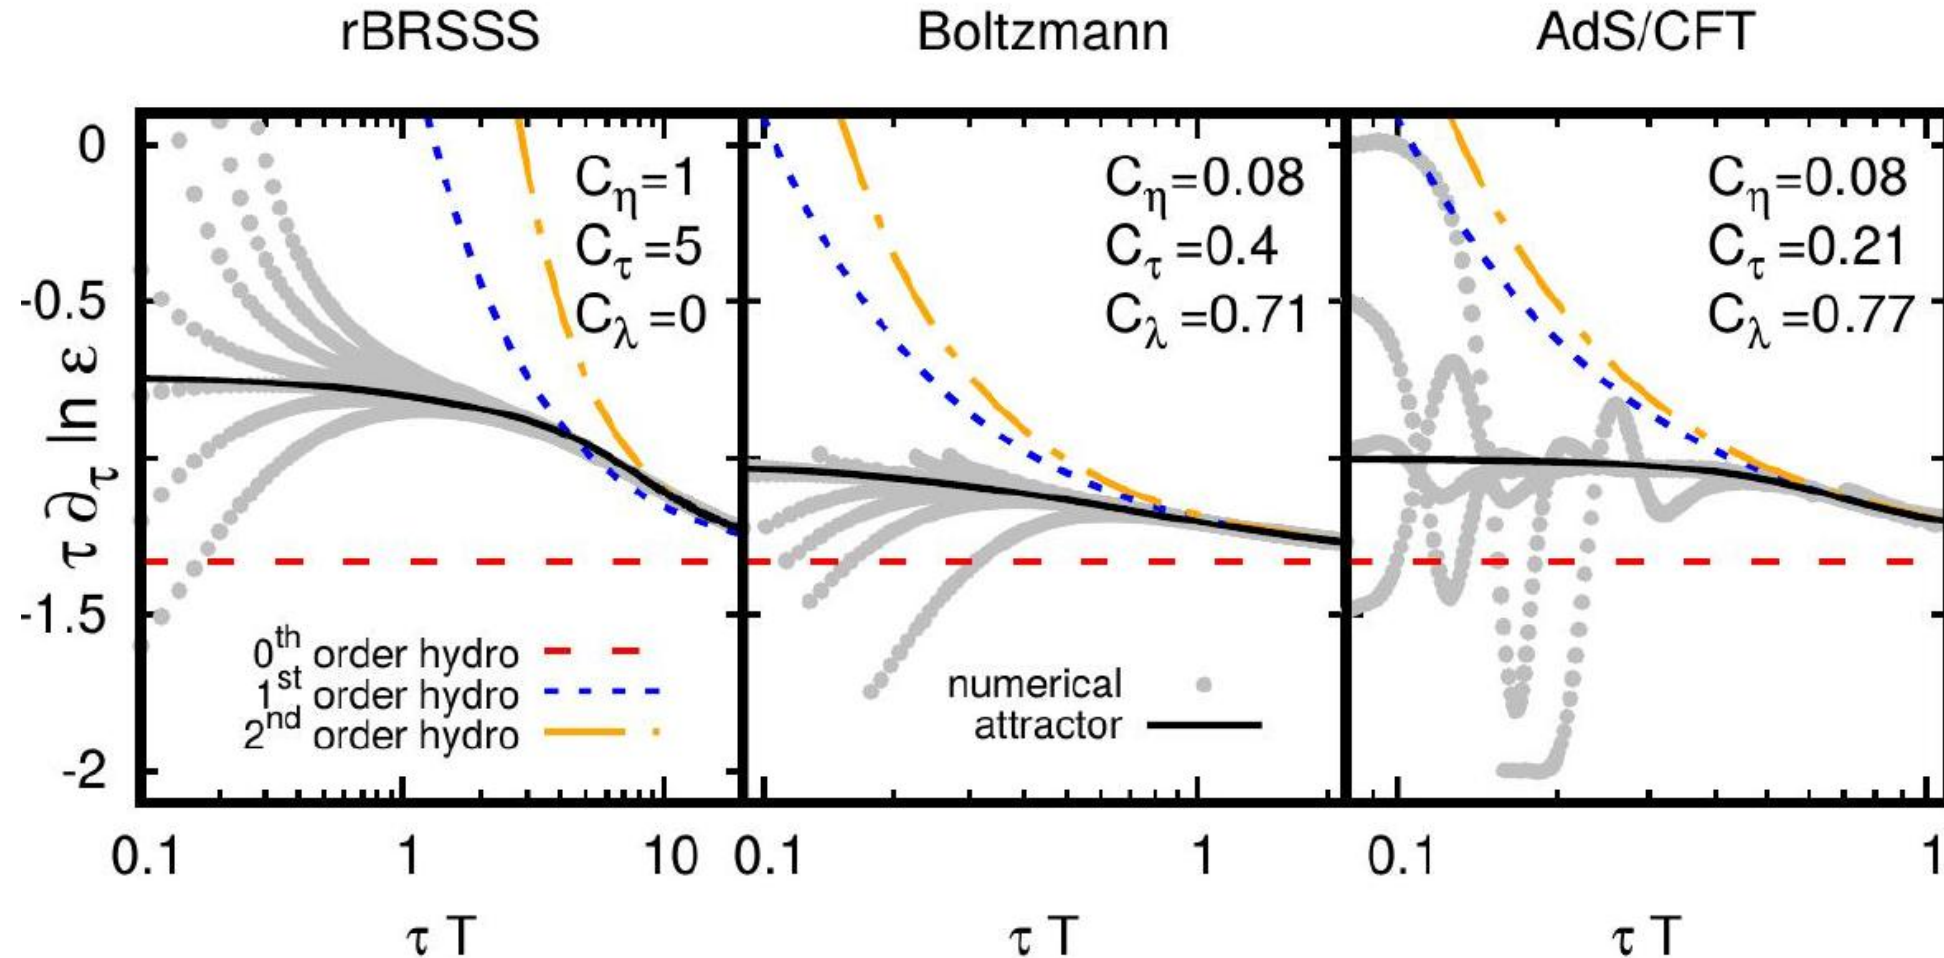 rBRSSS
Boltzmann
AdS/CFT
τ ∂τ ln ε
0
-0.5
-1.5
-2
Cη=1
Cτ=5
Cλ=0
0th order hydro
1st order hydro
2nd order hydro
Cη=0.08
Cτ=0.4
Cλ=0.71
numerical
attractor
Cη=0.08
Cτ=0.21
Cλ=0.77
0.1 1 10 0.1 1 0.1 1
τ T
τ T
τ T